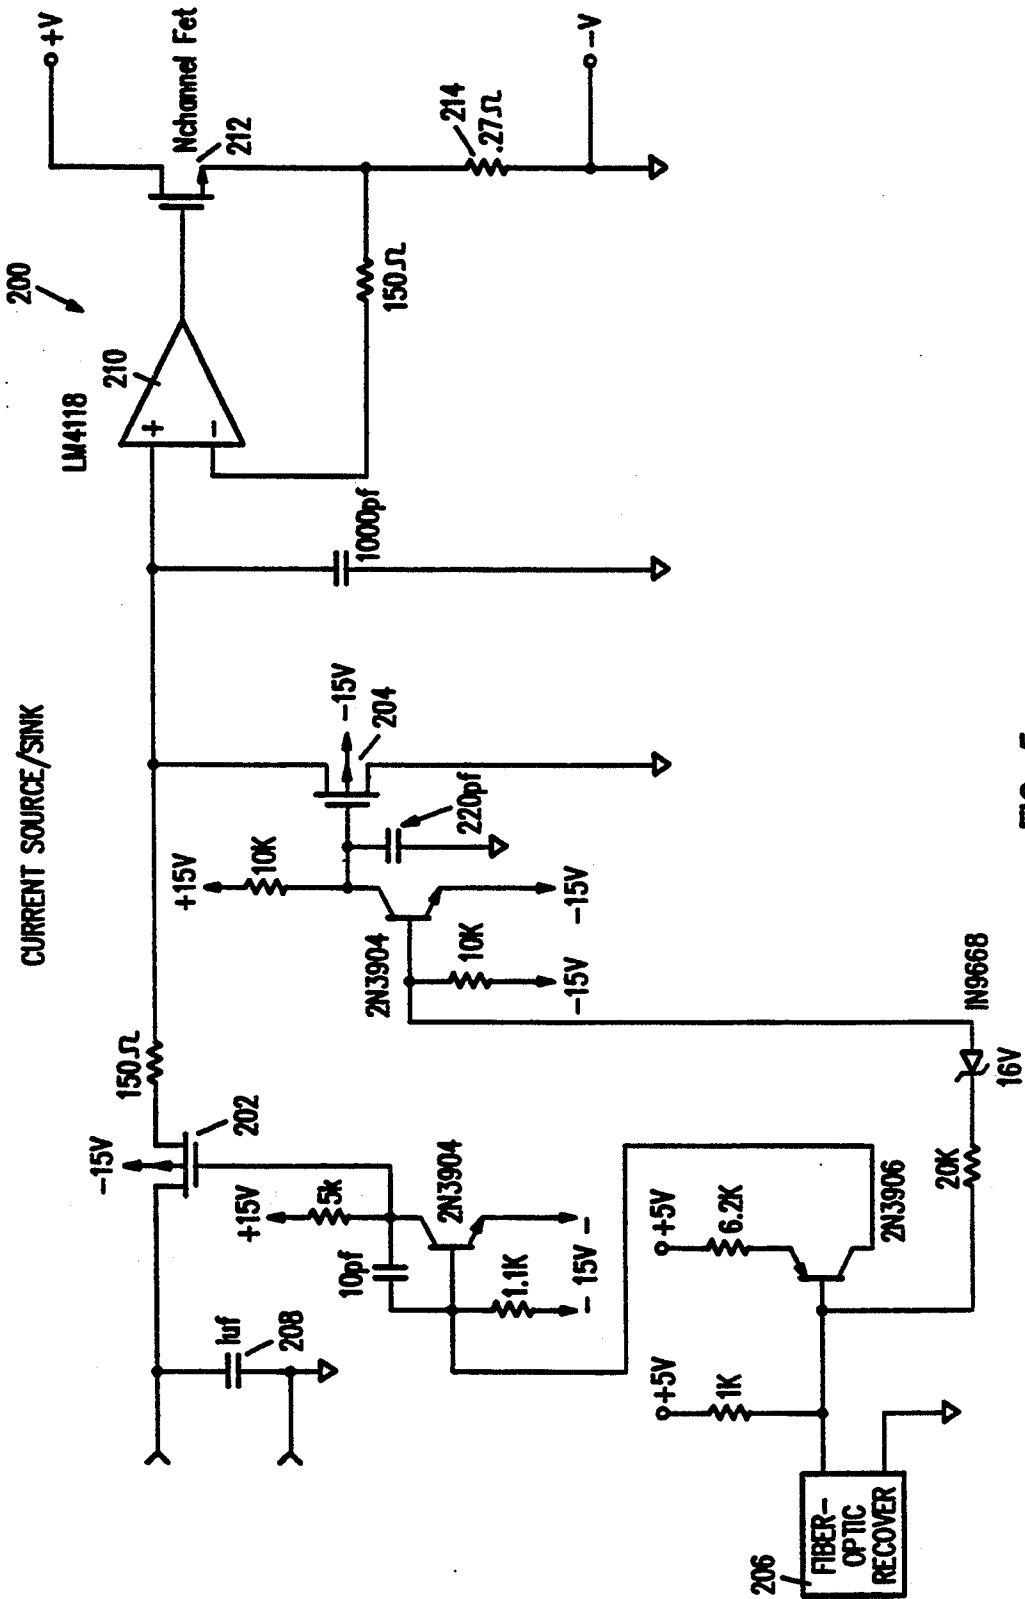 CURRENT SOURCE/SINK
200
+V
Nchannel Fet
212
LM4118
210
+
−
150Ω
214
.27Ω
−V
1000pf
150Ω
−15V
202
−15V
204
+15V
10K
220pf
2N3904
10K
−15V
−15V
+15V
5k
10pf
2N3904
1.1K
−15V
−
1uf
208
+5V
6.2K
2N3906
20K
IN9668
16V
+5V
1K
206
FIBER-
OPTIC
RECOVER